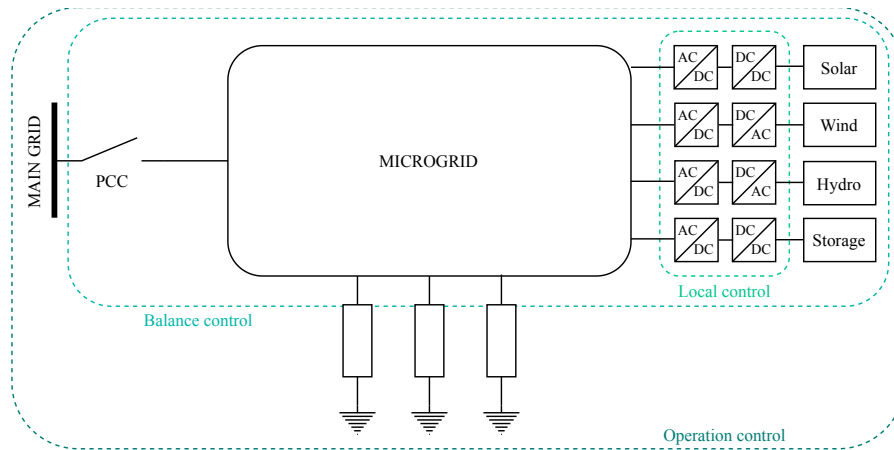 MAIN GRID
PCC
MICROGRID
AC DC DC DC Solar
AC DC DC AC Wind
AC DC DC AC Hydro
AC DC DC DC Storage
Local control
Balance control
Operation control